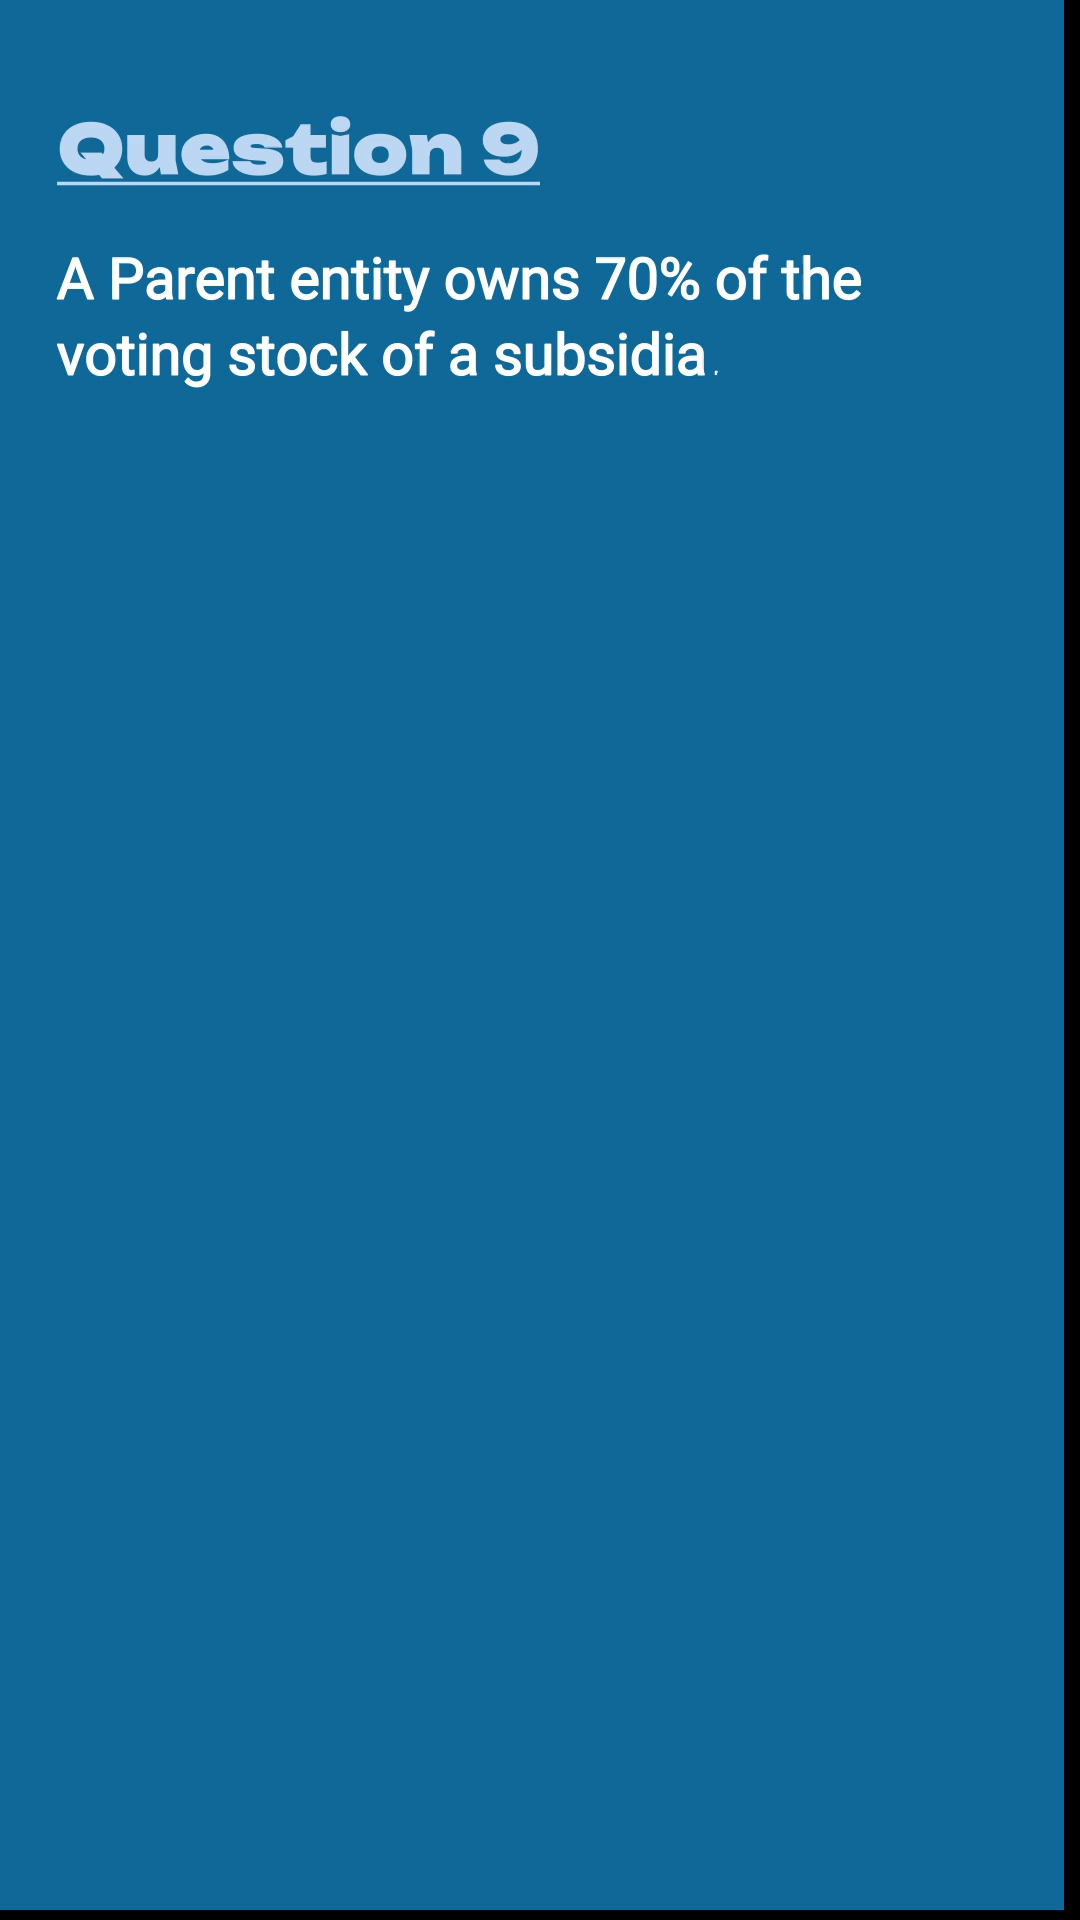 Question 9
A Parent entity owns 70% of the
voting stock of a subsidia